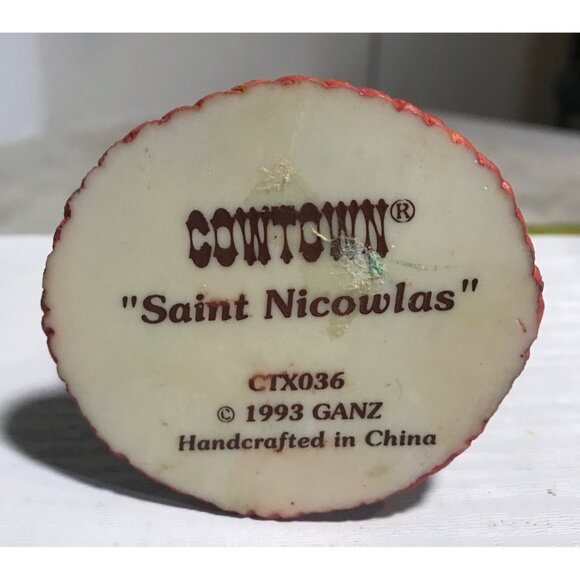 COWTOWN®
"Saint Nicowlas"
CTX036
© 1993 GANZ
Handcrafted in China